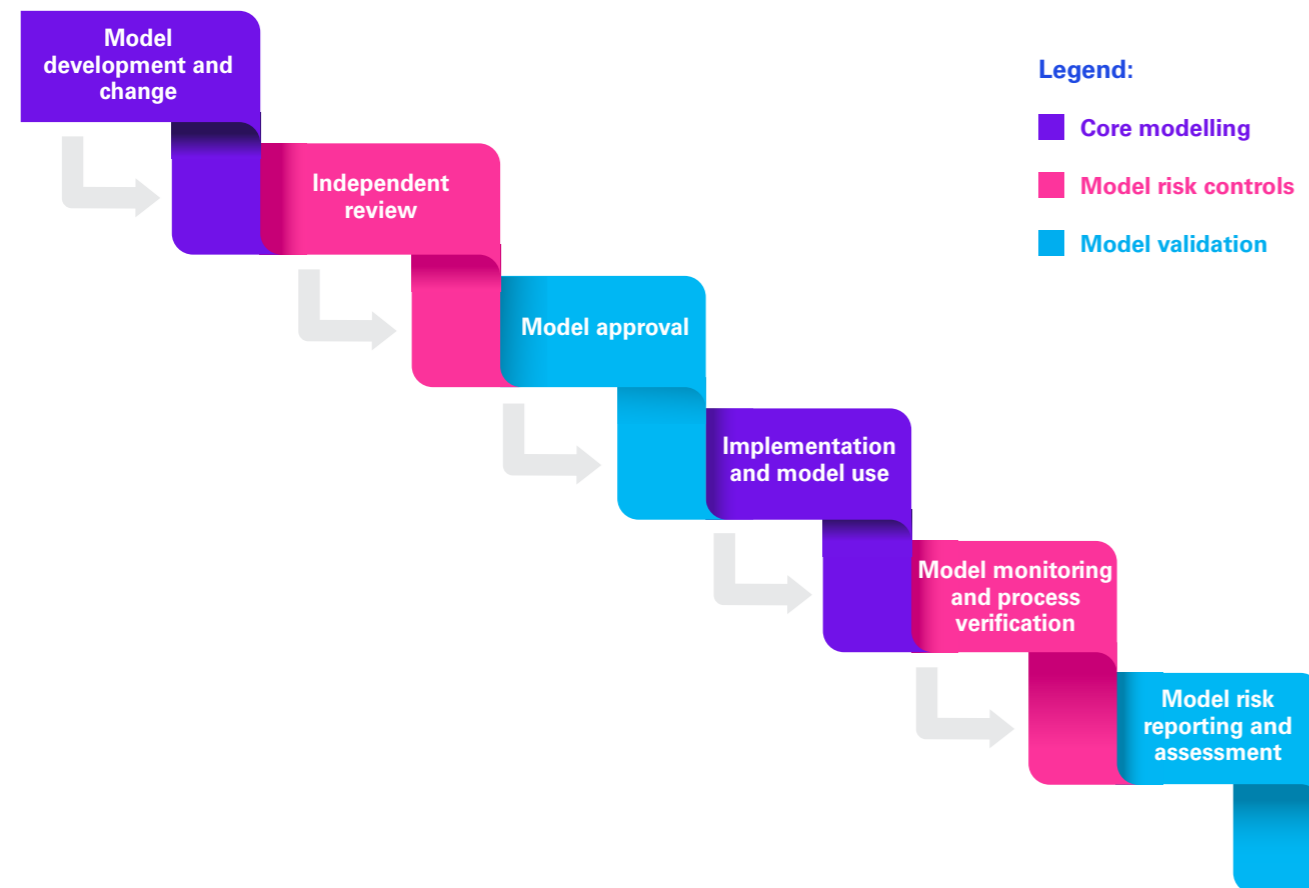 Model
development and
change
Legend:
Core modelling
Model risk controls
Model validation
Independent
review
Model approval
Implementation
and model use
Model monitoring
and process
verification
Model risk
reporting and
assessment